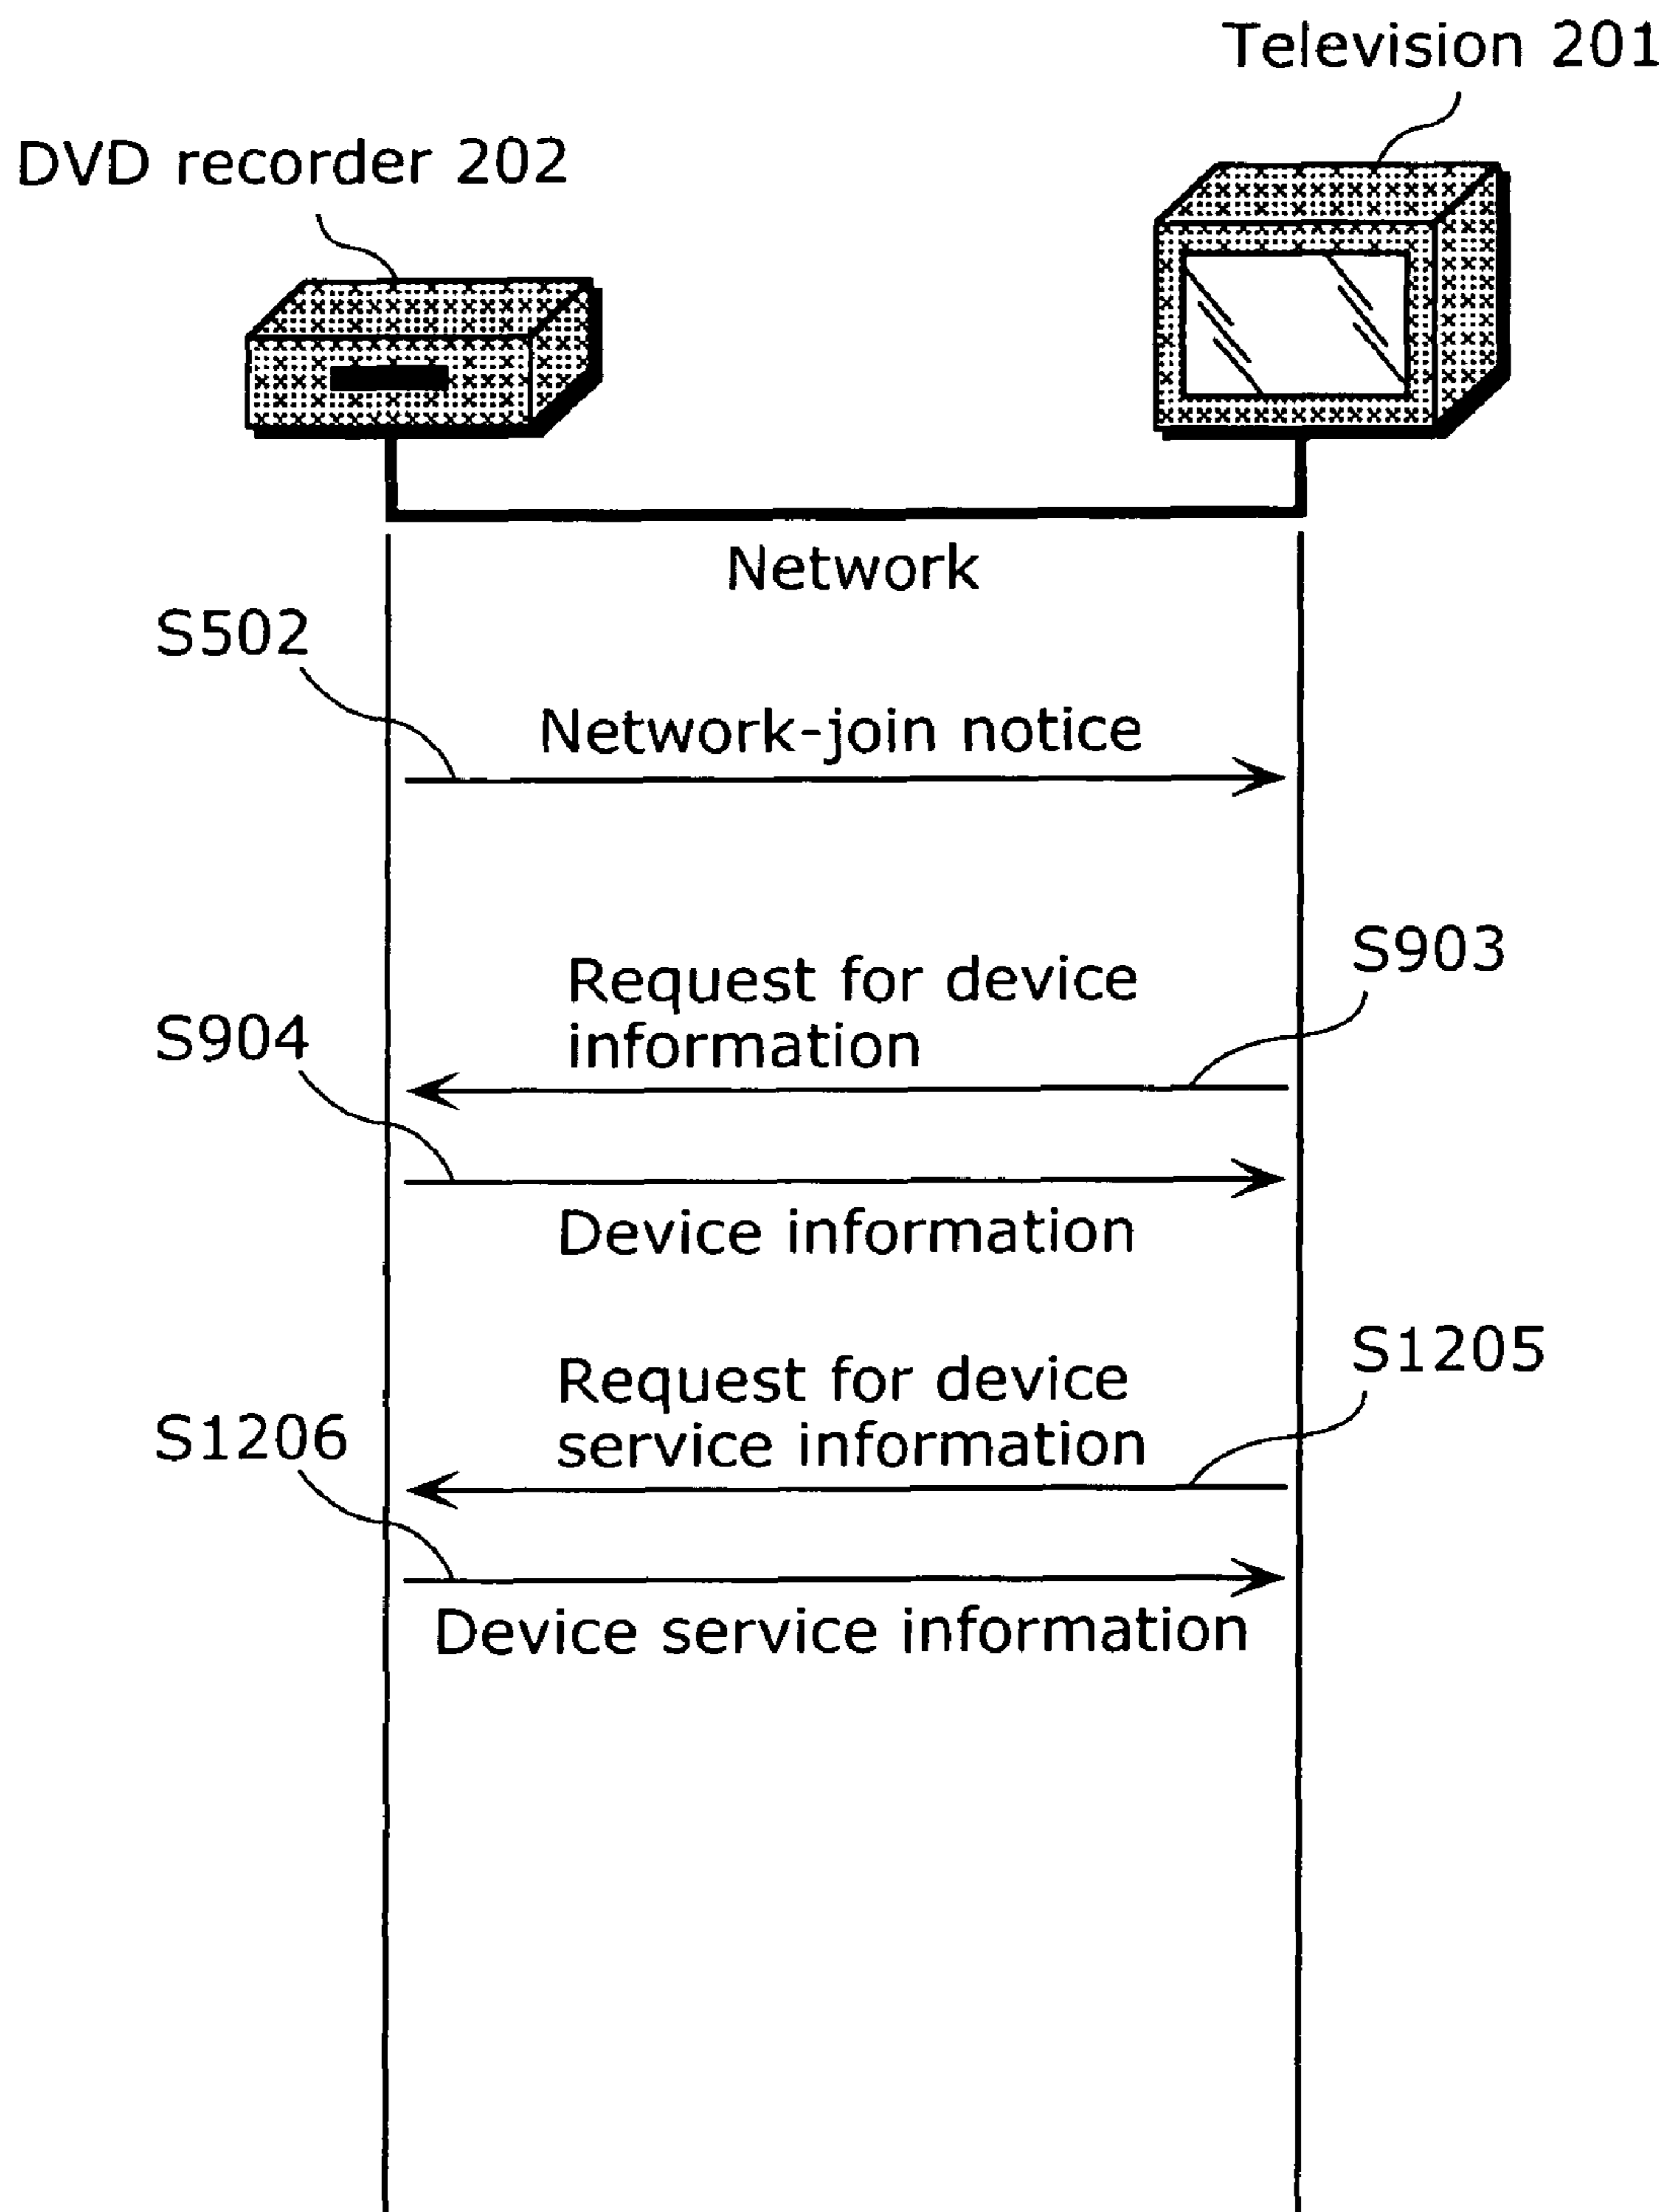 Television 201
DVD recorder 202
Network
S502
Network-join notice
S903
Request for device
information
S904
Device information
S1205
Request for device
service information
S1206
Device service information